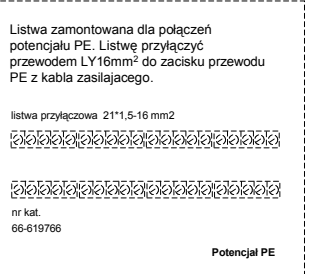 Listwa zamontowana dla połączeń
potencjału PE. Listwę przyłączyć
przewodem LY16mm² do zacisku przewodu
PE z kabla zasilajacego.
listwa przyłączowa 21*1,5-16 mm2
nr kat.
66-619766
Potencjał PE